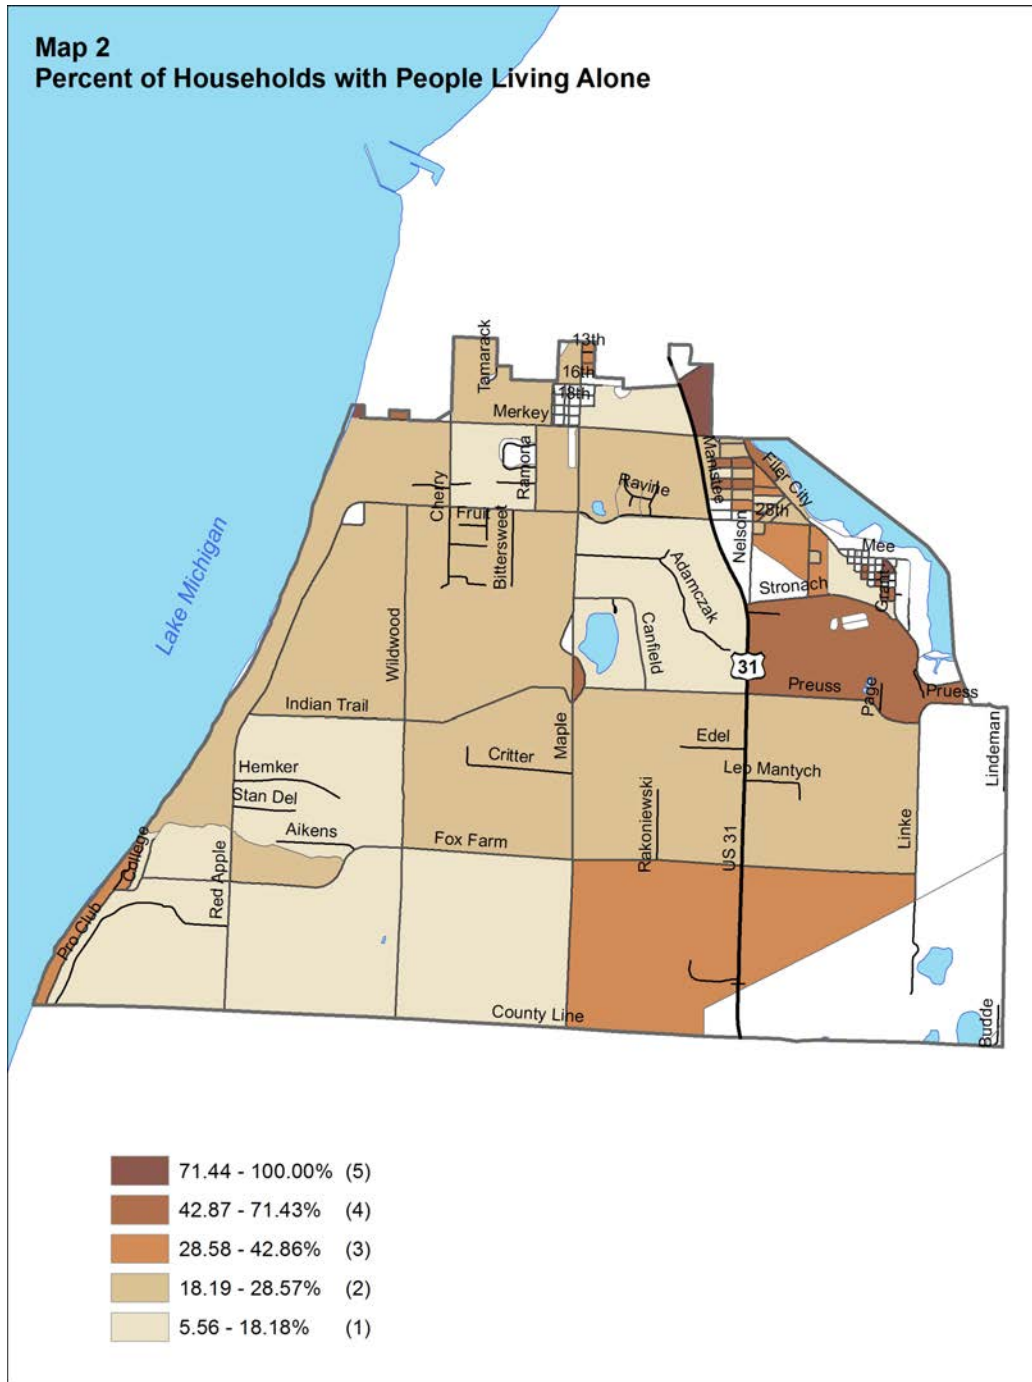 Map 2
Percent of Households with People Living Alone
Lake Michigan
Tamarack
13th
16th
18th
Merkey
Manistee
Filer City
Cherry
Ramona
Ravine
Fruit
Bittersweet
28th
Nelson
Mee
Grant
Stronach
Adamczak
Canfield
Wildwood
31
Preuss
Page
Pruess
Indian Trail
Maple
Edel
Critter
Leo Mantych
Lindeman
Hemker
Stan Del
Aikens
Fox Farm
Rakoniewski
US 31
Linke
College
Red Apple
Pro Club
County Line
Budde
71.44 - 100.00% (5)
42.87 - 71.43% (4)
28.58 - 42.86% (3)
18.19 - 28.57% (2)
5.56 - 18.18% (1)